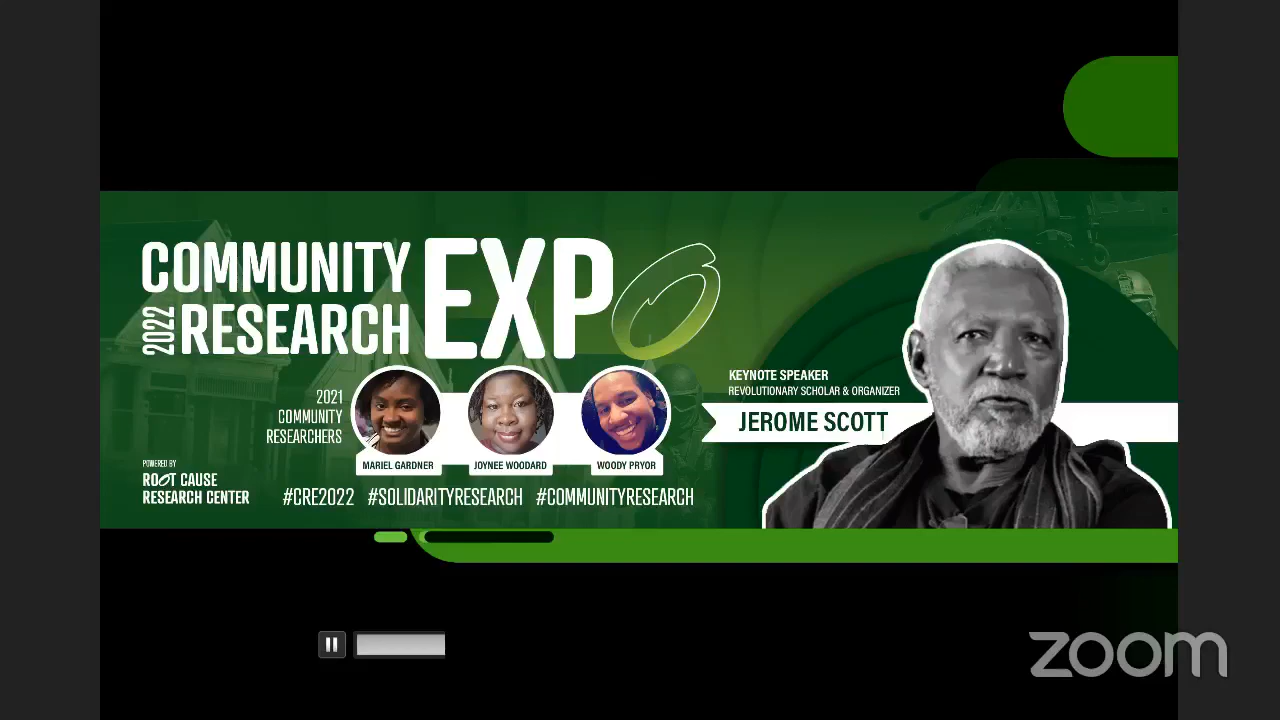 COMMUNITY
2022 RESEARCH
EXPO
2021
COMMUNITY
RESEARCHERS
MARIEL GARDNER
JOYNEE WOODARD
WOODY PRYOR
KEYNOTE SPEAKER
REVOLUTIONARY SCHOLAR & ORGANIZER
JEROME SCOTT
POWERED BY
ROOT CAUSE
RESEARCH CENTER
#CRE2022 #SOLIDARITYRESEARCH #COMMUNITYRESEARCH
zoom